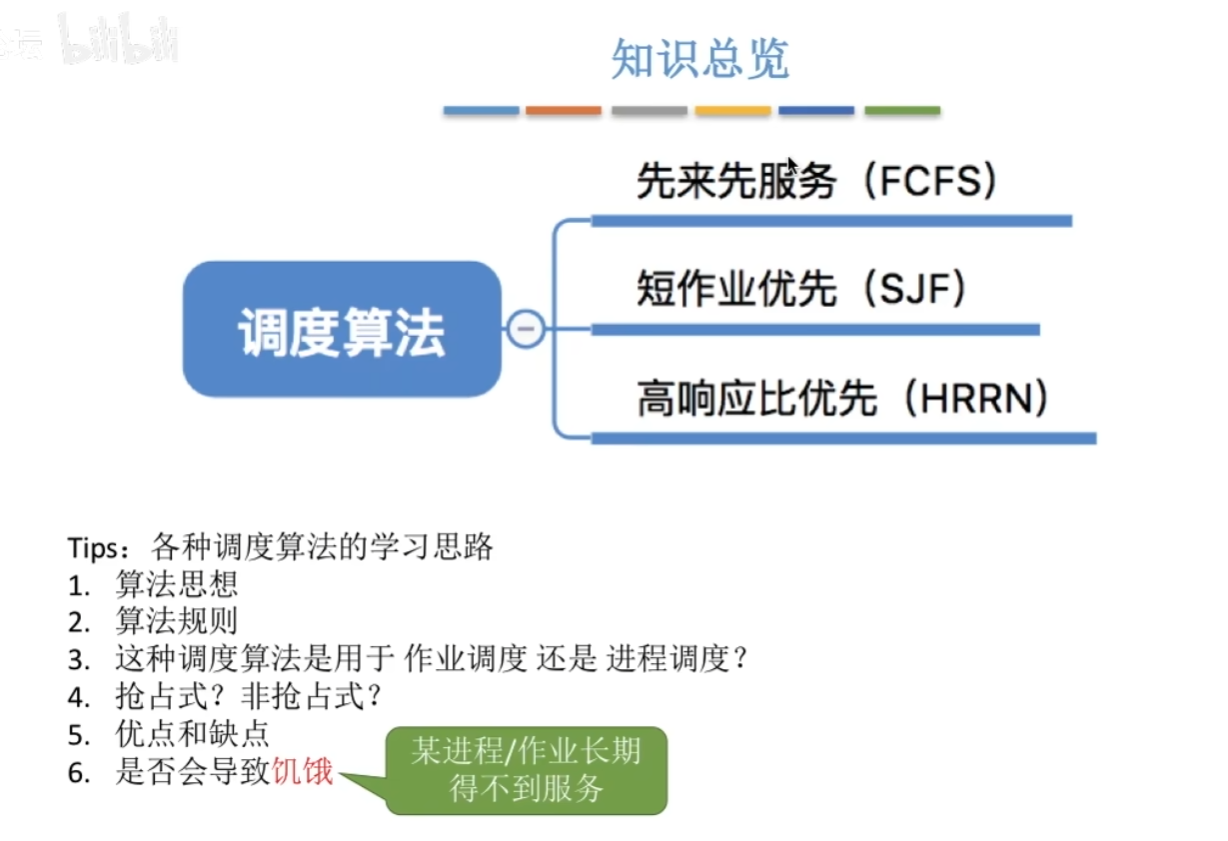 坛 bilibili
知识总览
先来先服务（FCFS）
短作业优先（SJF）
调度算法
高响应比优先（HRRN）
Tips：各种调度算法的学习思路
1. 算法思想
2. 算法规则
3. 这种调度算法是用于 作业调度 还是 进程调度？
4. 抢占式？非抢占式？
5. 优点和缺点
6. 是否会导致饥饿
某进程/作业长期
得不到服务